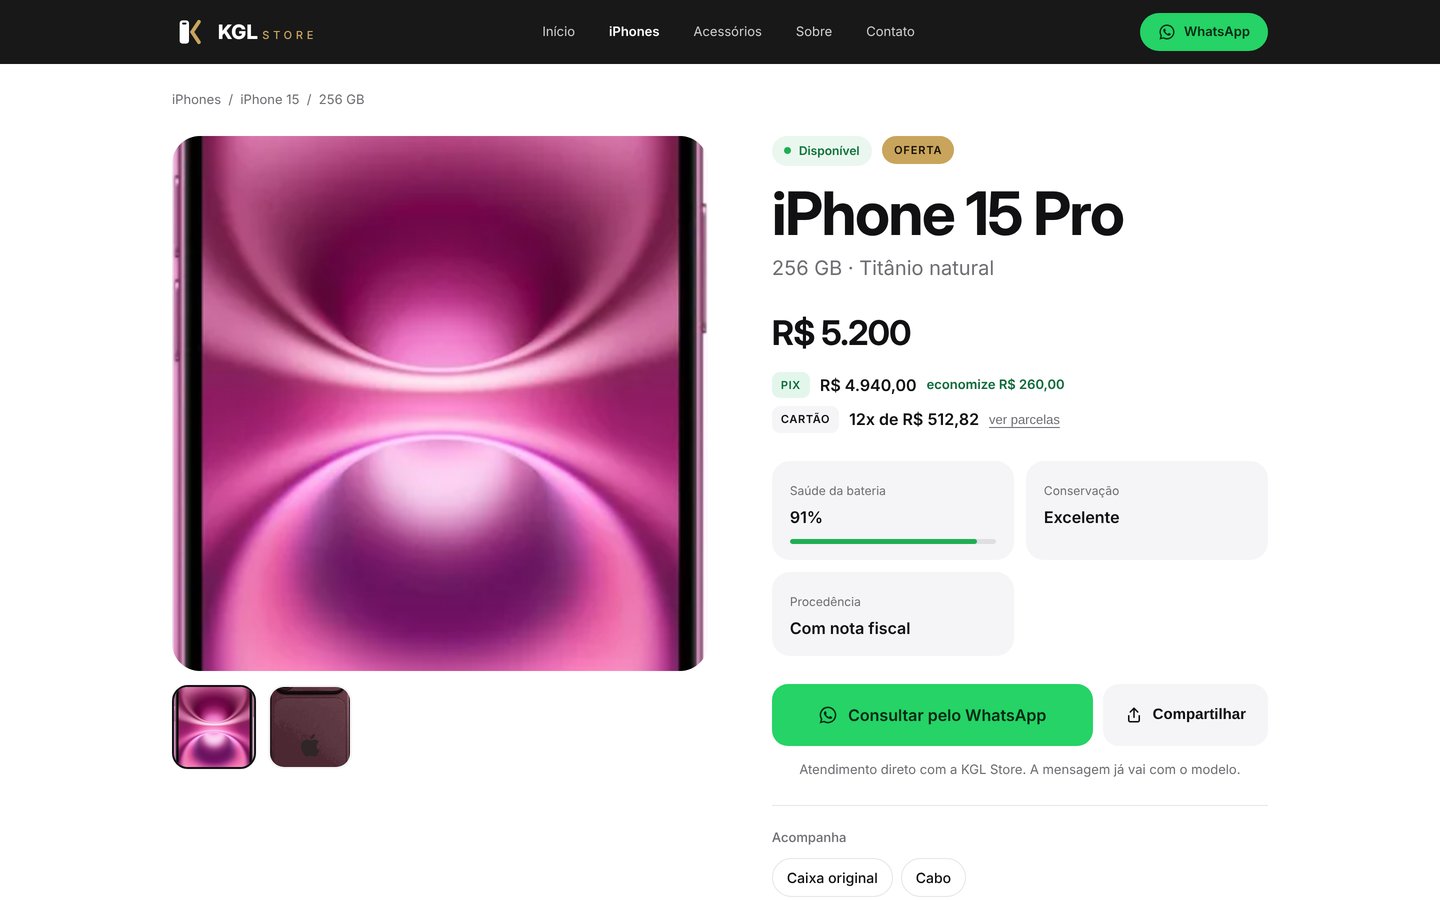 KGL STORE
Início iPhones Acessórios Sobre Contato
WhatsApp
iPhones / iPhone 15 / 256 GB
Disponível OFERTA
iPhone 15 Pro
256 GB · Titânio natural
R$ 5.200
PIX R$ 4.940,00 economize R$ 260,00
CARTÃO 12x de R$ 512,82 ver parcelas
Saúde da bateria
91%
Conservação
Excelente
Procedência
Com nota fiscal
Consultar pelo WhatsApp
Compartilhar
Atendimento direto com a KGL Store. A mensagem já vai com o modelo.
Acompanha
Caixa original Cabo